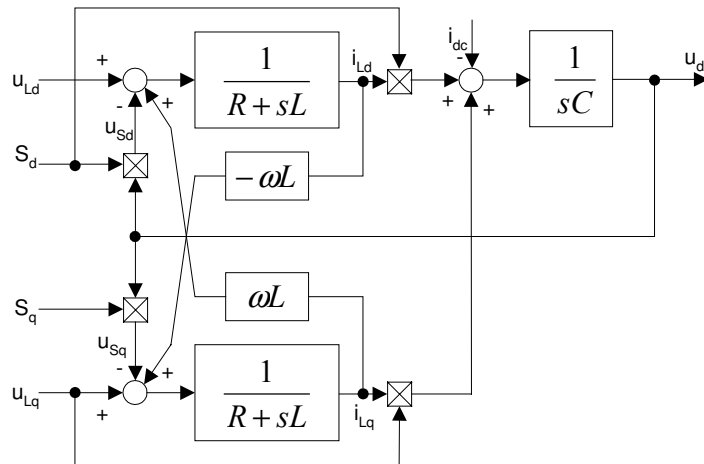 i_dc
-
u_Ld
+
-
+
1
R + sL
i_Ld
+
+
1
sC
u_d
u_Sd
S_d
- ωL
ωL
S_q
u_Sq
-
+
u_Lq
+
1
R + sL
i_Lq